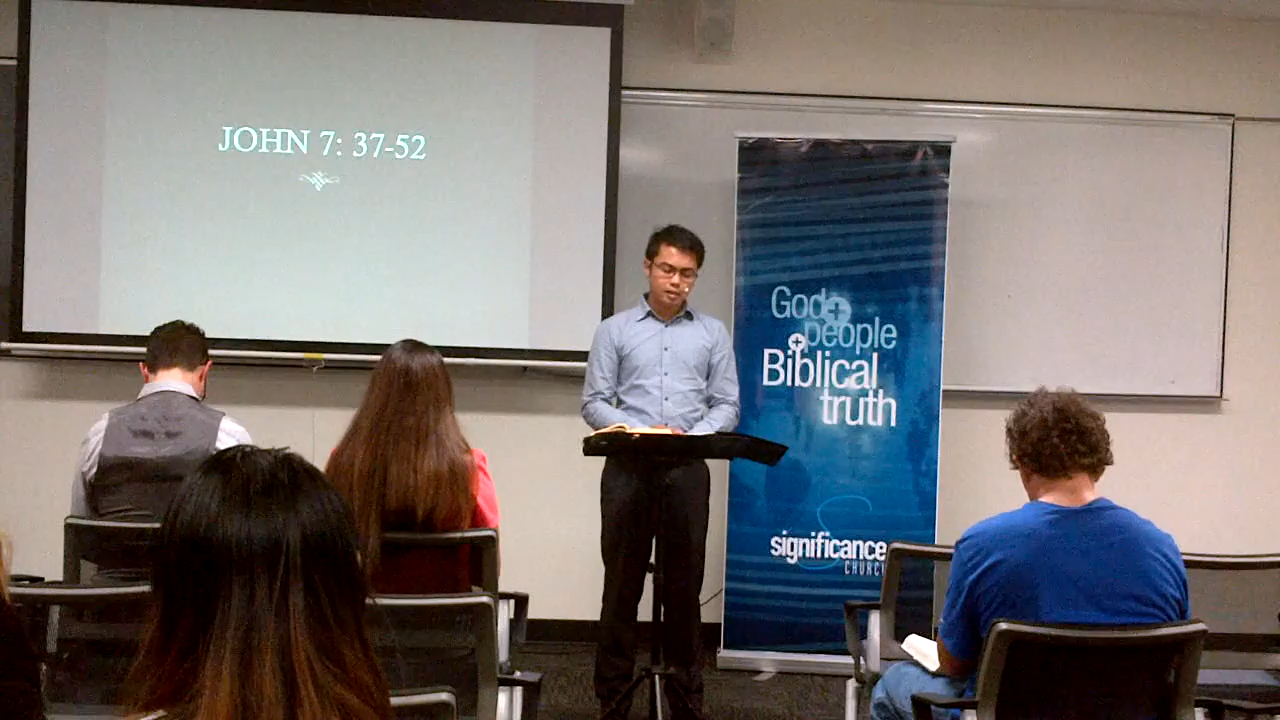 JOHN 7: 37-52
God+
people
+
Biblical
truth
significance
CHURCH